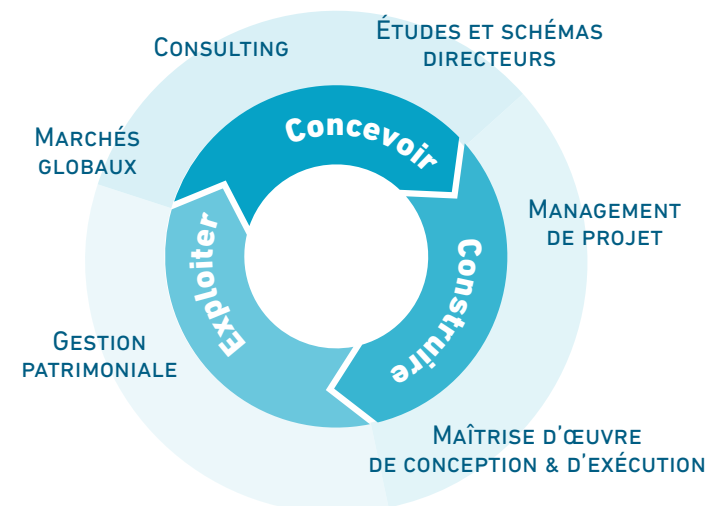 CONSULTING
ÉTUDES ET SCHÉMAS
DIRECTEURS
MARCHÉS
GLOBAUX
Concevoir
MANAGEMENT
DE PROJET
Construire
Exploiter
GESTION
PATRIMONIALE
MAÎTRISE D'ŒUVRE
DE CONCEPTION & D'EXÉCUTION